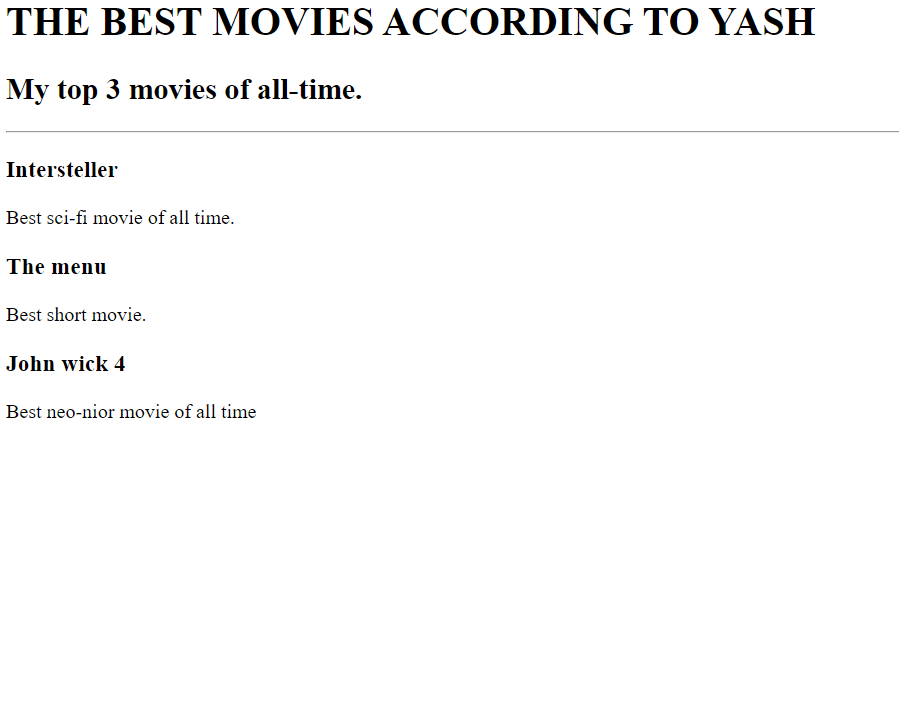 THE BEST MOVIES ACCORDING TO YASH
My top 3 movies of all-time.
Intersteller
Best sci-fi movie of all time.
The menu
Best short movie.
John wick 4
Best neo-nior movie of all time